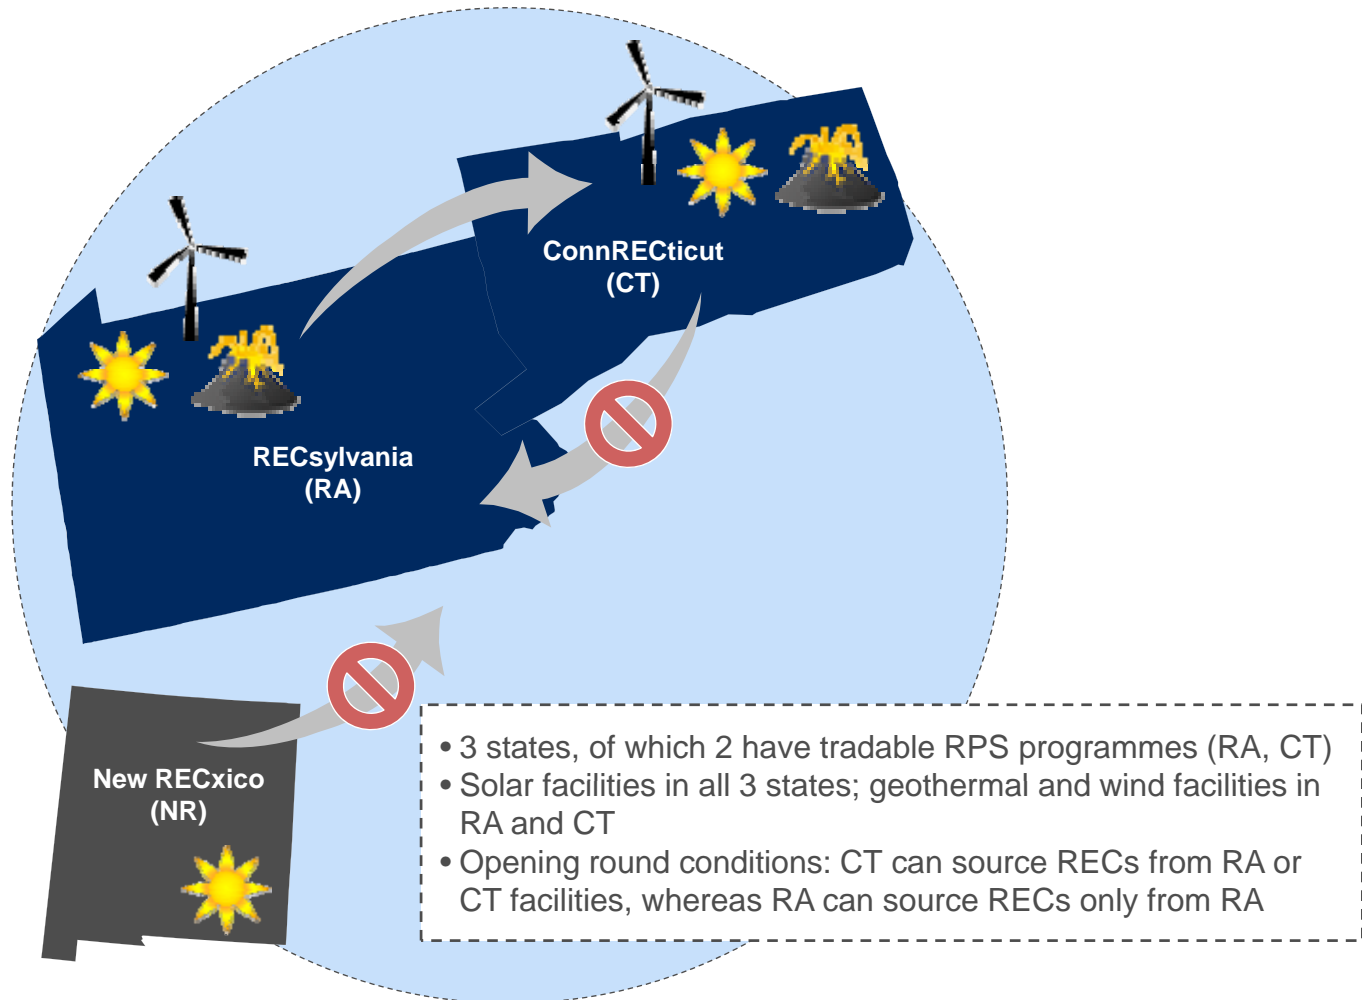 ConnRECticut
(CT)
RECsylvania
(RA)
New RECxico
(NR)
• 3 states, of which 2 have tradable RPS programmes (RA, CT)
• Solar facilities in all 3 states; geothermal and wind facilities in
RA and CT
• Opening round conditions: CT can source RECs from RA or
CT facilities, whereas RA can source RECs only from RA